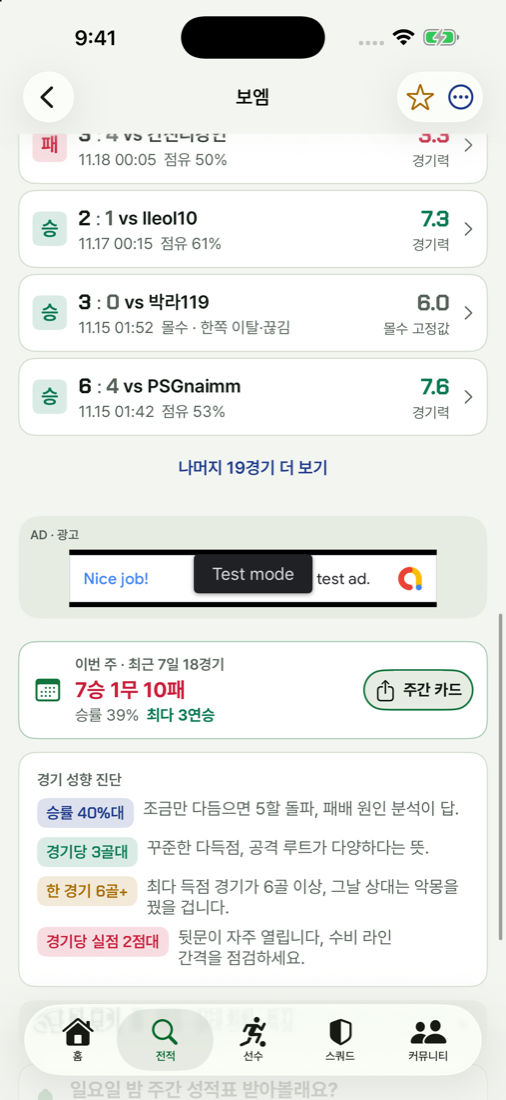 9:41
보엠
패
3 : 4 vs
3.3
11.18 00:05 점유 50%
경기력
승
2 : 1 vs lleol10
7.3
11.17 00:15 점유 61%
경기력
승
3 : 0 vs 박라119
6.0
11.15 01:52 몰수 · 한쪽 이탈·끊김
몰수 고정값
승
6 : 4 vs PSGnaimm
7.6
11.15 01:42 점유 53%
경기력
나머지 19경기 더 보기
AD · 광고
Nice job!
Test mode
test ad.
이번 주 · 최근 7일 18경기
7승 1무 10패
승률 39% 최다 3연승
주간 카드
경기 성향 진단
승률 40%대
조금만 다듬으면 5할 돌파, 패배 원인 분석이 답.
경기당 3골대
꾸준한 다득점, 공격 루트가 다양하다는 뜻.
한 경기 6골+
최다 득점 경기가 6골 이상, 그날 상대는 악몽을
꿨을 겁니다.
경기당 실점 2점대
뒷문이 자주 열립니다, 수비 라인
간격을 점검하세요.
홈
전적
선수
스쿼드
커뮤니티
일요일 밤 주간 성적표 받아볼래요?